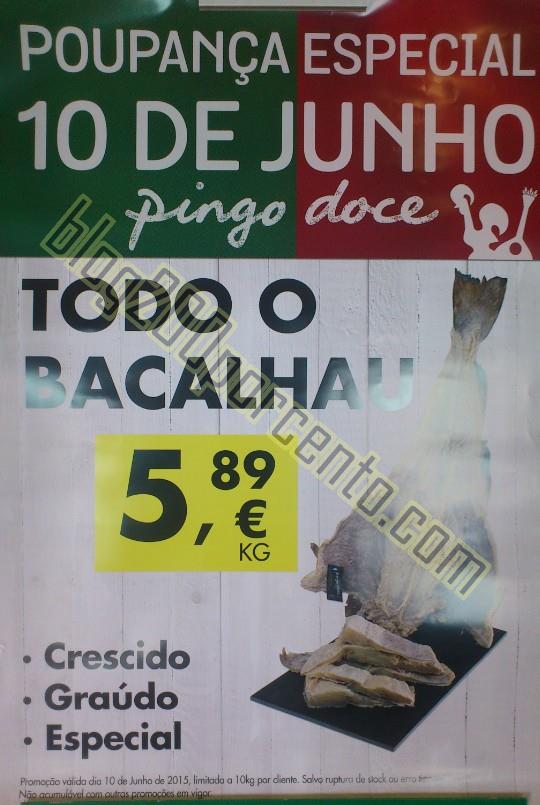 POUPANÇA ESPECIAL
10 DE JUNHO
pingo doce
TODO O
BACALHAU
5,89
€
KG
• Crescido
• Graúdo
• Especial
Promoção válida dia 10 de Junho de 2015, limitada a 10kg por cliente. Salvo ruptura de stock ou erro
Não acumulável com outras promoções em vigor
blog200porcento.com